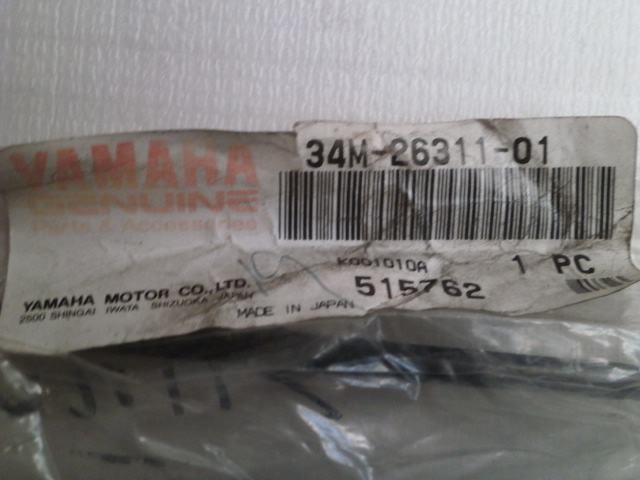 YAMAHA
GENUINE
Parts & Accessories
34M-26311-01
K001010A
1 PC
515762
YAMAHA MOTOR CO.,LTD.
2500 SHINGAI IWATA SHIZUOKA JAPAN
MADE IN JAPAN